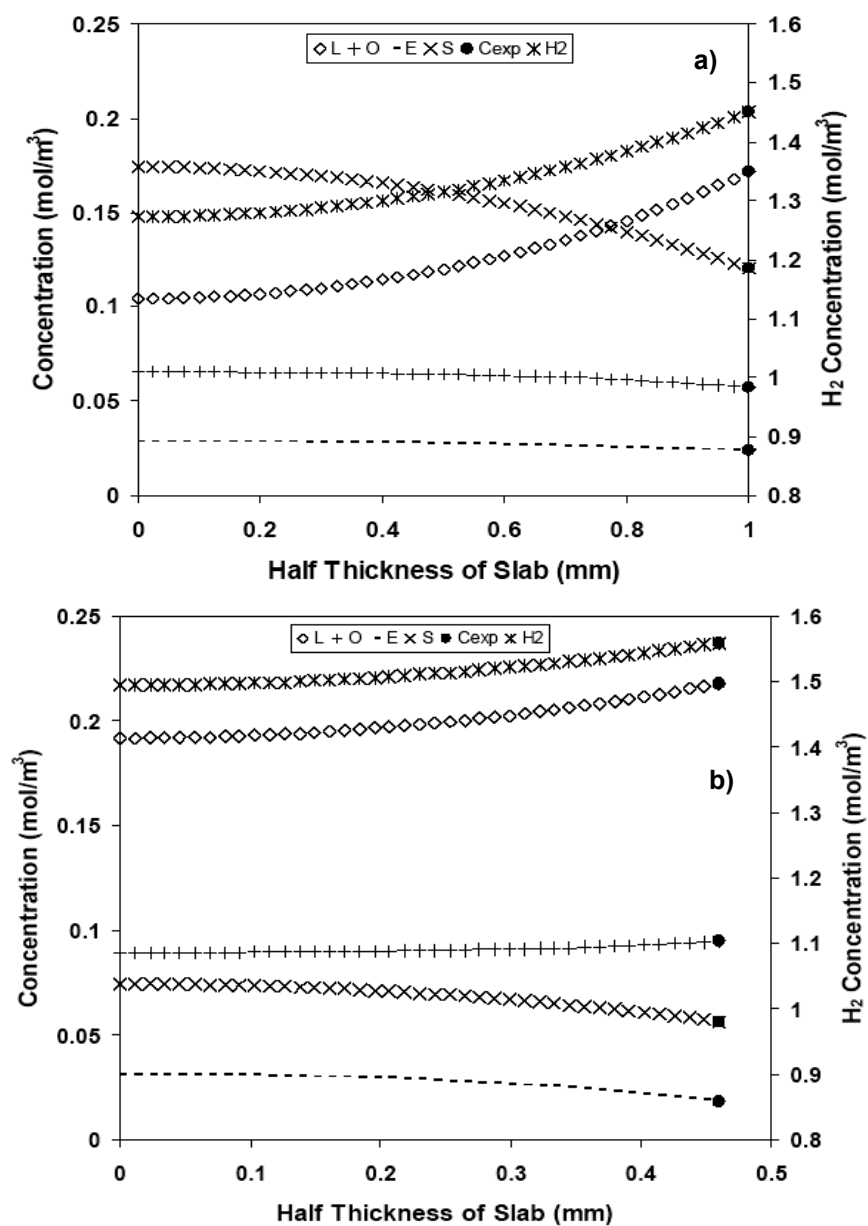 a)
◇ L + O - E × S ● Cexp ж H2
Concentration (mol/m³)
0.25
0.2
0.15
0.1
0.05
0
H₂ Concentration (mol/m³)
1.6
1.5
1.4
1.3
1.2
1.1
1
0.9
0.8
0 0.2 0.4 0.6 0.8 1
Half Thickness of Slab (mm)
b)
◇ L + O - E × S ● Cexp ж H2
Concentration (mol/m³)
0.25
0.2
0.15
0.1
0.05
0
H₂ Concentration (mol/m³)
1.6
1.5
1.4
1.3
1.2
1.1
1
0.9
0.8
0 0.1 0.2 0.3 0.4 0.5
Half Thickness of Slab (mm)